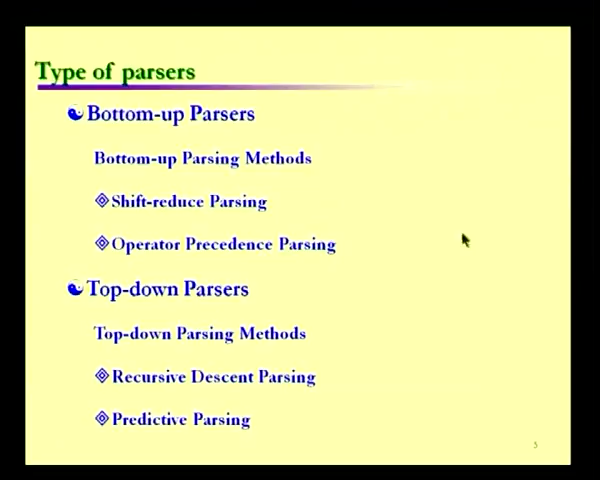 Type of parsers
Bottom-up Parsers
Bottom-up Parsing Methods
Shift-reduce Parsing
Operator Precedence Parsing
Top-down Parsers
Top-down Parsing Methods
Recursive Descent Parsing
Predictive Parsing